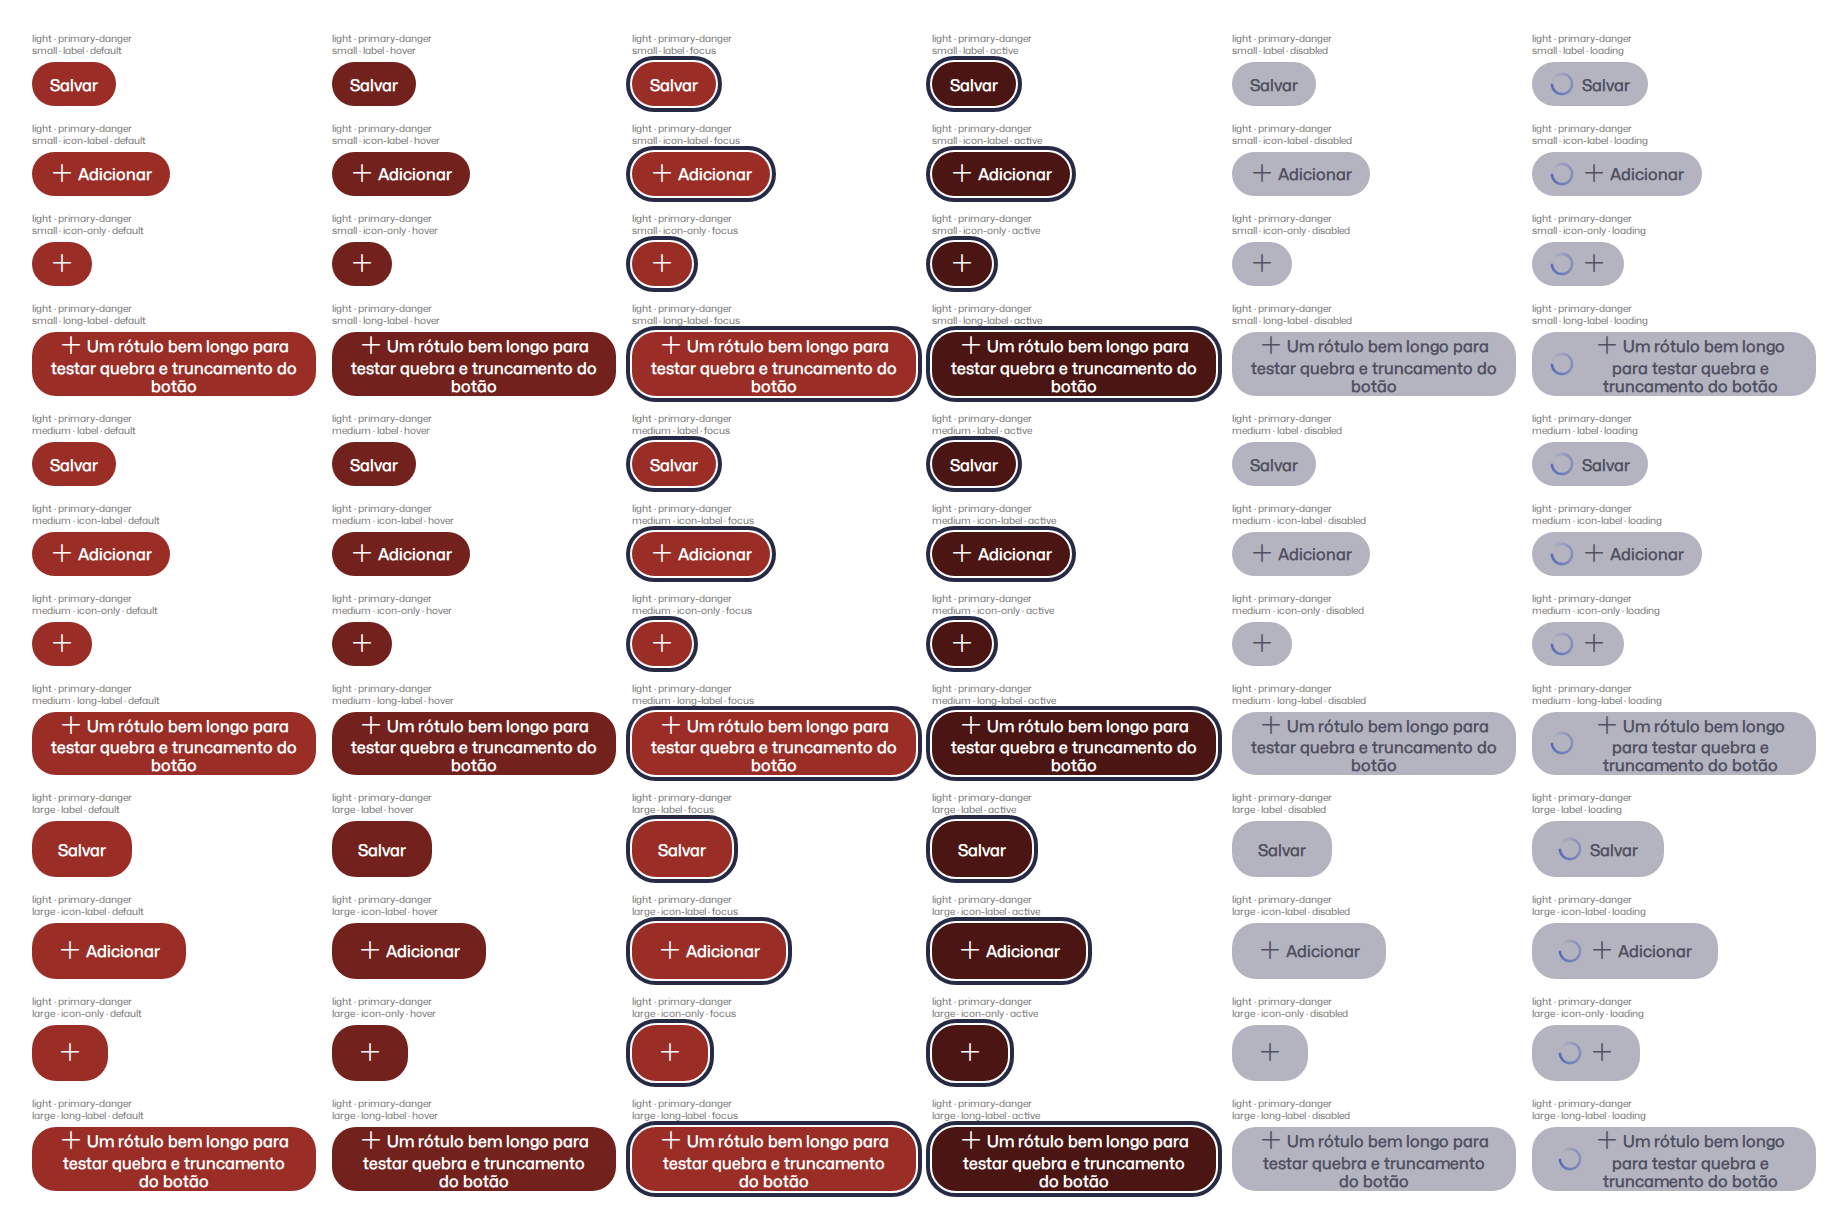 light · primary-danger
small · label · default
Salvar
light · primary-danger
small · label · hover
Salvar
light · primary-danger
small · label · focus
Salvar
light · primary-danger
small · label · active
Salvar
light · primary-danger
small · label · disabled
Salvar
light · primary-danger
small · label · loading
Salvar
light · primary-danger
small · icon-label · default
Adicionar
light · primary-danger
small · icon-label · hover
Adicionar
light · primary-danger
small · icon-label · focus
Adicionar
light · primary-danger
small · icon-label · active
Adicionar
light · primary-danger
small · icon-label · disabled
Adicionar
light · primary-danger
small · icon-label · loading
Adicionar
light · primary-danger
small · icon-only · default
light · primary-danger
small · icon-only · hover
light · primary-danger
small · icon-only · focus
light · primary-danger
small · icon-only · active
light · primary-danger
small · icon-only · disabled
light · primary-danger
small · icon-only · loading
light · primary-danger
small · long-label · default
Um rótulo bem longo para
testar quebra e truncamento do
botão
light · primary-danger
small · long-label · hover
Um rótulo bem longo para
testar quebra e truncamento do
botão
light · primary-danger
small · long-label · focus
Um rótulo bem longo para
testar quebra e truncamento do
botão
light · primary-danger
small · long-label · active
Um rótulo bem longo para
testar quebra e truncamento do
botão
light · primary-danger
small · long-label · disabled
Um rótulo bem longo para
testar quebra e truncamento do
botão
light · primary-danger
small · long-label · loading
Um rótulo bem longo
para testar quebra e
truncamento do botão
light · primary-danger
medium · label · default
Salvar
light · primary-danger
medium · label · hover
Salvar
light · primary-danger
medium · label · focus
Salvar
light · primary-danger
medium · label · active
Salvar
light · primary-danger
medium · label · disabled
Salvar
light · primary-danger
medium · label · loading
Salvar
light · primary-danger
medium · icon-label · default
Adicionar
light · primary-danger
medium · icon-label · hover
Adicionar
light · primary-danger
medium · icon-label · focus
Adicionar
light · primary-danger
medium · icon-label · active
Adicionar
light · primary-danger
medium · icon-label · disabled
Adicionar
light · primary-danger
medium · icon-label · loading
Adicionar
light · primary-danger
medium · icon-only · default
light · primary-danger
medium · icon-only · hover
light · primary-danger
medium · icon-only · focus
light · primary-danger
medium · icon-only · active
light · primary-danger
medium · icon-only · disabled
light · primary-danger
medium · icon-only · loading
light · primary-danger
medium · long-label · default
Um rótulo bem longo para
testar quebra e truncamento do
botão
light · primary-danger
medium · long-label · hover
Um rótulo bem longo para
testar quebra e truncamento do
botão
light · primary-danger
medium · long-label · focus
Um rótulo bem longo para
testar quebra e truncamento do
botão
light · primary-danger
medium · long-label · active
Um rótulo bem longo para
testar quebra e truncamento do
botão
light · primary-danger
medium · long-label · disabled
Um rótulo bem longo para
testar quebra e truncamento do
botão
light · primary-danger
medium · long-label · loading
Um rótulo bem longo
para testar quebra e
truncamento do botão
light · primary-danger
large · label · default
Salvar
light · primary-danger
large · label · hover
Salvar
light · primary-danger
large · label · focus
Salvar
light · primary-danger
large · label · active
Salvar
light · primary-danger
large · label · disabled
Salvar
light · primary-danger
large · label · loading
Salvar
light · primary-danger
large · icon-label · default
Adicionar
light · primary-danger
large · icon-label · hover
Adicionar
light · primary-danger
large · icon-label · focus
Adicionar
light · primary-danger
large · icon-label · active
Adicionar
light · primary-danger
large · icon-label · disabled
Adicionar
light · primary-danger
large · icon-label · loading
Adicionar
light · primary-danger
large · icon-only · default
light · primary-danger
large · icon-only · hover
light · primary-danger
large · icon-only · focus
light · primary-danger
large · icon-only · active
light · primary-danger
large · icon-only · disabled
light · primary-danger
large · icon-only · loading
light · primary-danger
large · long-label · default
Um rótulo bem longo para
testar quebra e truncamento
do botão
light · primary-danger
large · long-label · hover
Um rótulo bem longo para
testar quebra e truncamento
do botão
light · primary-danger
large · long-label · focus
Um rótulo bem longo para
testar quebra e truncamento
do botão
light · primary-danger
large · long-label · active
Um rótulo bem longo para
testar quebra e truncamento
do botão
light · primary-danger
large · long-label · disabled
Um rótulo bem longo para
testar quebra e truncamento
do botão
light · primary-danger
large · long-label · loading
Um rótulo bem longo
para testar quebra e
truncamento do botão